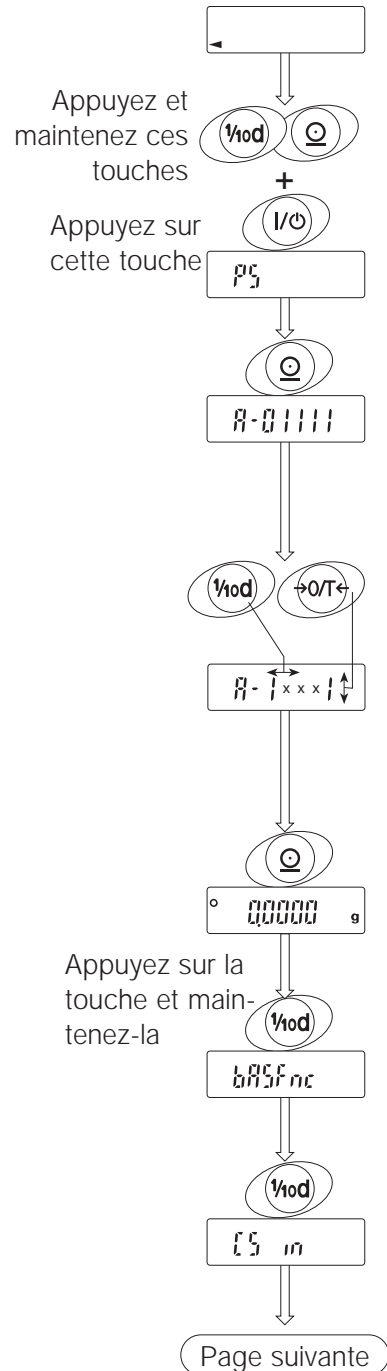 Appuyez et
maintenez ces
touches
1/10d
+
Appuyez sur
cette touche
I/⏻
PS
A-01111
1/10d →O/T←
A-1xxx1
0.0000 g
Appuyez sur la
touche et main-
tenez-la
1/10d
bASFnc
1/10d
CS in
Page suivante